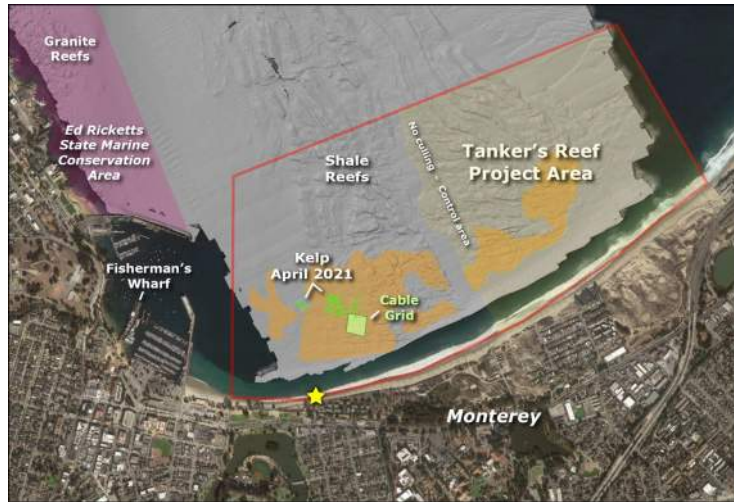 Granite
Reefs
Ed Ricketts
State Marine
Conservation
Area
Shale
Reefs
No culling - Control area
Tanker's Reef
Project Area
Fisherman's
Wharf
Kelp
April 2021
Cable
Grid
Monterey